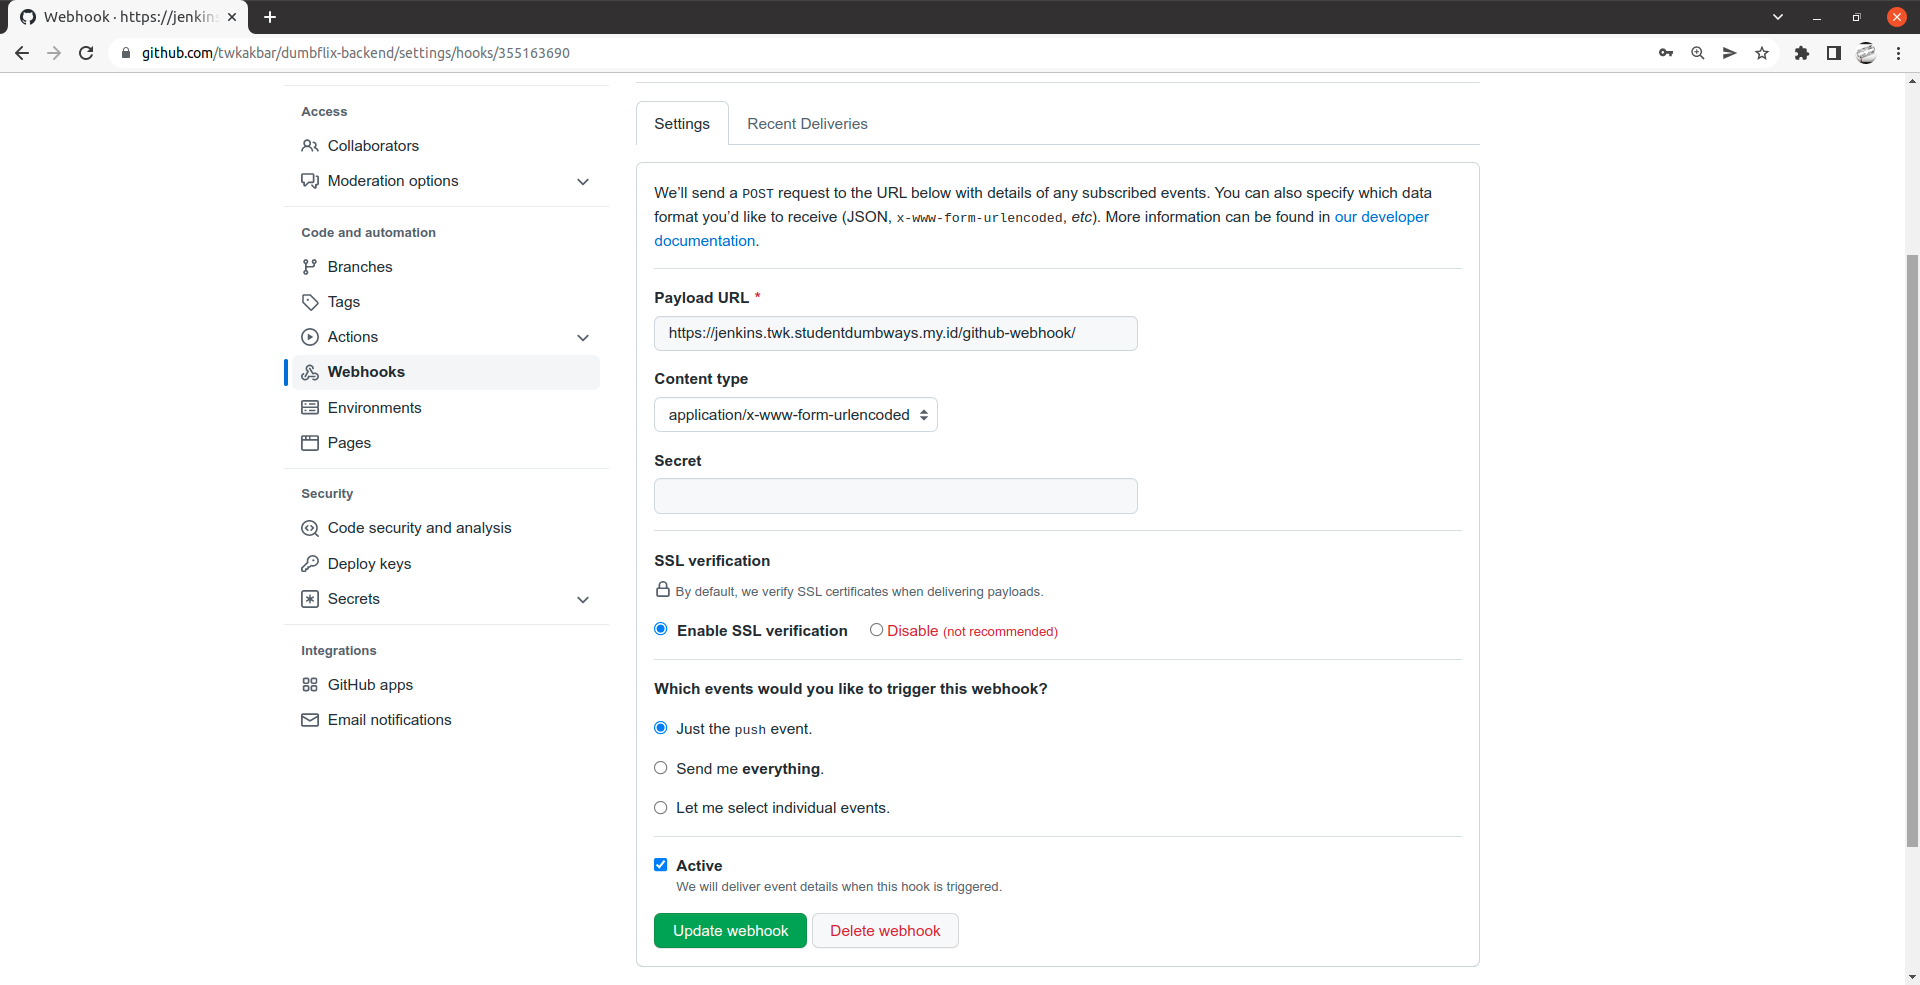 Webhook · https://jenkin
github.com/twkakbar/dumbflix-backend/settings/hooks/355163690
Access
Collaborators
Moderation options
Code and automation
Branches
Tags
Actions
Webhooks
Environments
Pages
Security
Code security and analysis
Deploy keys
Secrets
Integrations
GitHub apps
Email notifications
Settings
Recent Deliveries
We’ll send a POST request to the URL below with details of any subscribed events. You can also specify which data
format you’d like to receive (JSON, x-www-form-urlencoded, etc). More information can be found in our developer
documentation.
Payload URL *
https://jenkins.twk.studentdumbways.my.id/github-webhook/
Content type
application/x-www-form-urlencoded
Secret
SSL verification
By default, we verify SSL certificates when delivering payloads.
Enable SSL verification
Disable (not recommended)
Which events would you like to trigger this webhook?
Just the push event.
Send me everything.
Let me select individual events.
Active
We will deliver event details when this hook is triggered.
Update webhook
Delete webhook